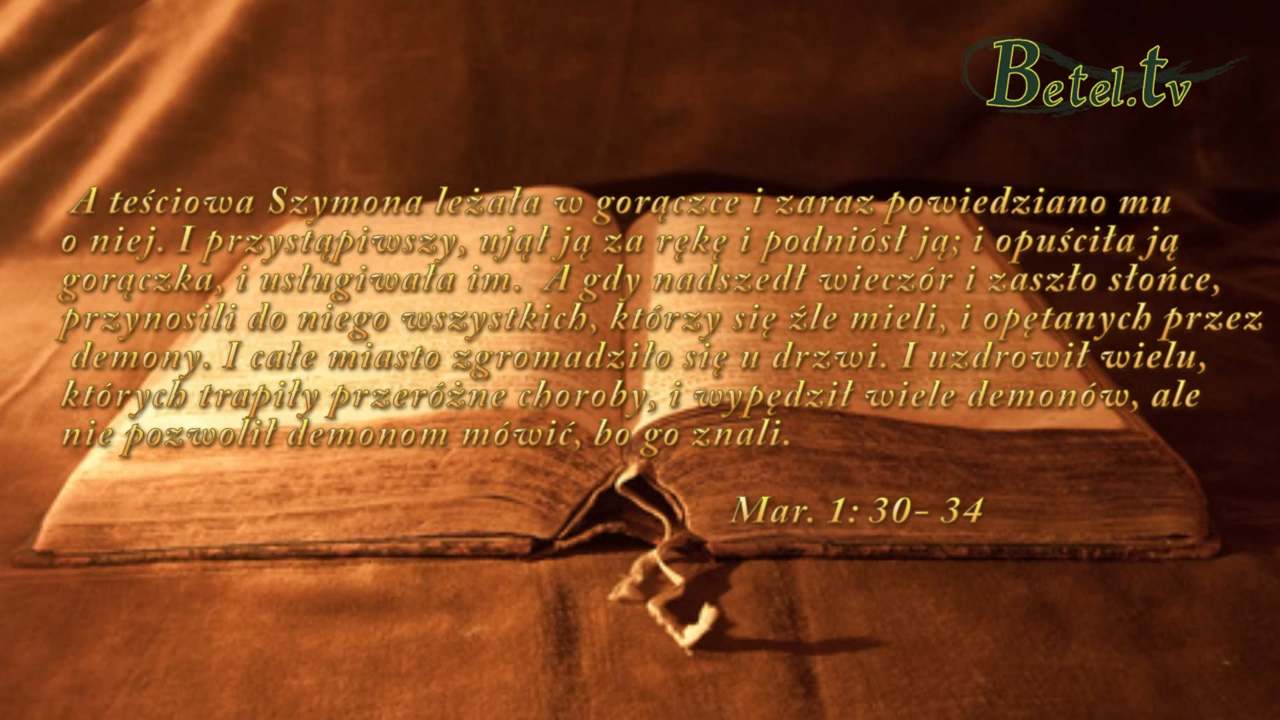 Betel.tv
A teściowa Szymona leżała w gorączce i zaraz powiedziano mu
o niej. I przystąpiwszy, ujął ją za rękę i podniósł ją; i opuściła ją
gorączka, i usługiwała im. A gdy nadszedł wieczór i zaszło słońce,
przynosili do niego wszystkich, którzy się źle mieli, i opętanych przez
demony. I całe miasto zgromadziło się u drzwi. I uzdrowił wielu,
których trapiły przeróżne choroby, i wypędził wiele demonów, ale
nie pozwolił demonom mówić, bo go znali.
Mar. 1: 30- 34